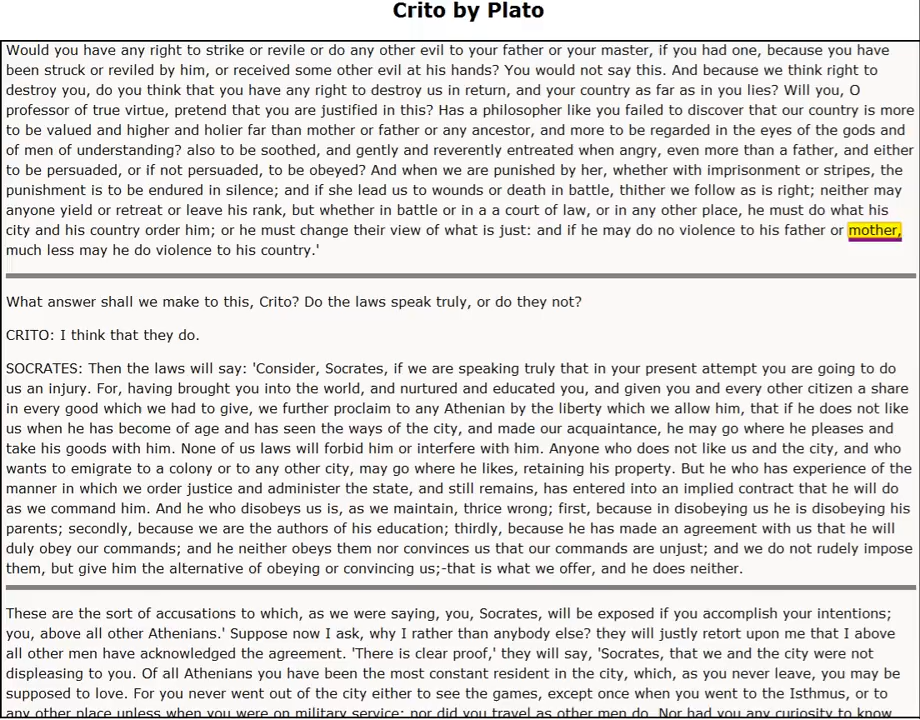 Crito by Plato
Would you have any right to strike or revile or do any other evil to your father or your master, if you had one, because you have
been struck or reviled by him, or received some other evil at his hands? You would not say this. And because we think right to
destroy you, do you think that you have any right to destroy us in return, and your country as far as in you lies? Will you, O
professor of true virtue, pretend that you are justified in this? Has a philosopher like you failed to discover that our country is more
to be valued and higher and holier far than mother or father or any ancestor, and more to be regarded in the eyes of the gods and
of men of understanding? also to be soothed, and gently and reverently entreated when angry, even more than a father, and either
to be persuaded, or if not persuaded, to be obeyed? And when we are punished by her, whether with imprisonment or stripes, the
punishment is to be endured in silence; and if she lead us to wounds or death in battle, thither we follow as is right; neither may
anyone yield or retreat or leave his rank, but whether in battle or in a a court of law, or in any other place, he must do what his
city and his country order him; or he must change their view of what is just: and if he may do no violence to his father or mother,
much less may he do violence to his country.'
What answer shall we make to this, Crito? Do the laws speak truly, or do they not?
CRITO: I think that they do.
SOCRATES: Then the laws will say: 'Consider, Socrates, if we are speaking truly that in your present attempt you are going to do
us an injury. For, having brought you into the world, and nurtured and educated you, and given you and every other citizen a share
in every good which we had to give, we further proclaim to any Athenian by the liberty which we allow him, that if he does not like
us when he has become of age and has seen the ways of the city, and made our acquaintance, he may go where he pleases and
take his goods with him. None of us laws will forbid him or interfere with him. Anyone who does not like us and the city, and who
wants to emigrate to a colony or to any other city, may go where he likes, retaining his property. But he who has experience of the
manner in which we order justice and administer the state, and still remains, has entered into an implied contract that he will do
as we command him. And he who disobeys us is, as we maintain, thrice wrong; first, because in disobeying us he is disobeying his
parents; secondly, because we are the authors of his education; thirdly, because he has made an agreement with us that he will
duly obey our commands; and he neither obeys them nor convinces us that our commands are unjust; and we do not rudely impose
them, but give him the alternative of obeying or convincing us;-that is what we offer, and he does neither.
These are the sort of accusations to which, as we were saying, you, Socrates, will be exposed if you accomplish your intentions;
you, above all other Athenians.' Suppose now I ask, why I rather than anybody else? they will justly retort upon me that I above
all other men have acknowledged the agreement. 'There is clear proof,' they will say, 'Socrates, that we and the city were not
displeasing to you. Of all Athenians you have been the most constant resident in the city, which, as you never leave, you may be
supposed to love. For you never went out of the city either to see the games, except once when you went to the Isthmus, or to
any other place unless when you were on military service; nor did you travel as other men do. Nor had you any curiosity to know